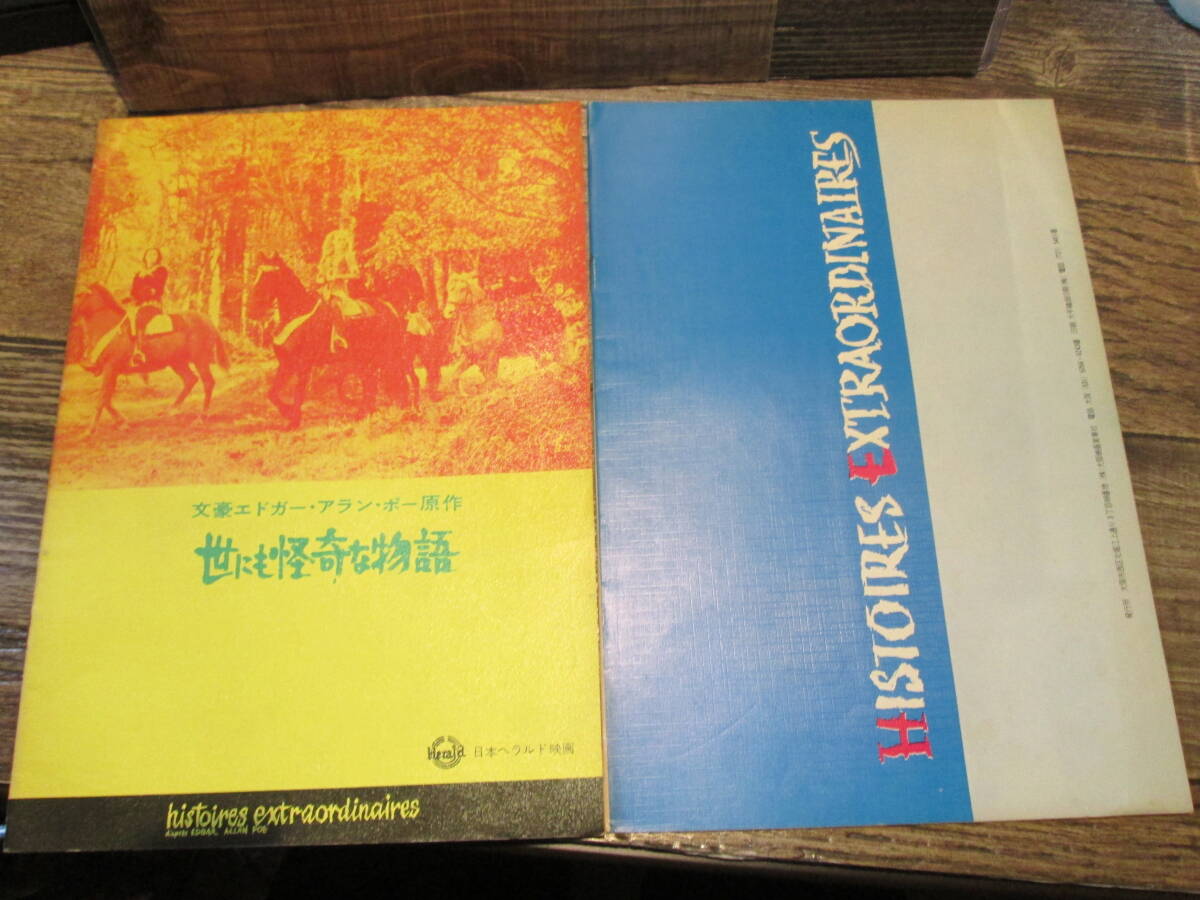 文豪エドガー・アラン・ポー原作
世にも怪奇な物語
Herald 日本ヘラルド映画
histoires extraordinaires
d'après EDGAR ALLAN POE
HISTOIRES EXTRAORDINAIRES